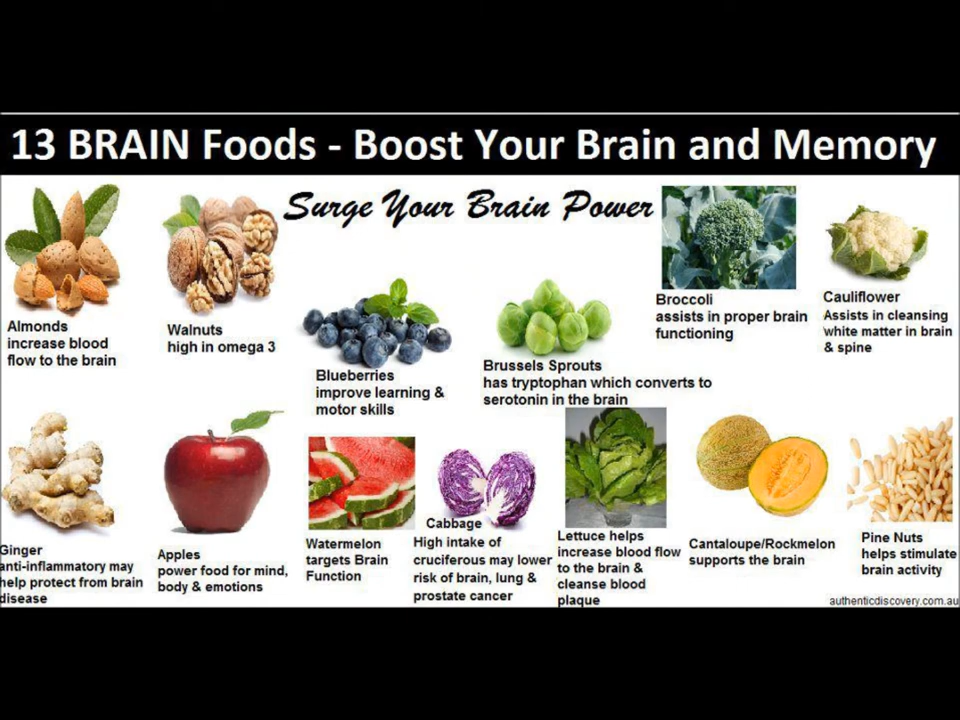 13 BRAIN Foods - Boost Your Brain and Memory
Surge Your Brain Power
Almonds
increase blood
flow to the brain
Walnuts
high in omega 3
Blueberries
improve learning &
motor skills
Brussels Sprouts
has tryptophan which converts to
serotonin in the brain
Broccoli
assists in proper brain
functioning
Cauliflower
Assists in cleansing
white matter in brain
& spine
Ginger
anti-inflammatory may
help protect from brain
disease
Apples
power food for mind,
body & emotions
Watermelon
targets Brain
Function
Cabbage
High intake of
cruciferous may lower
risk of brain, lung &
prostate cancer
Lettuce helps
increase blood flow
to the brain &
cleanse blood
plaque
Cantaloupe/Rockmelon
supports the brain
Pine Nuts
helps stimulate
brain activity
authenticdiscovery.com.au